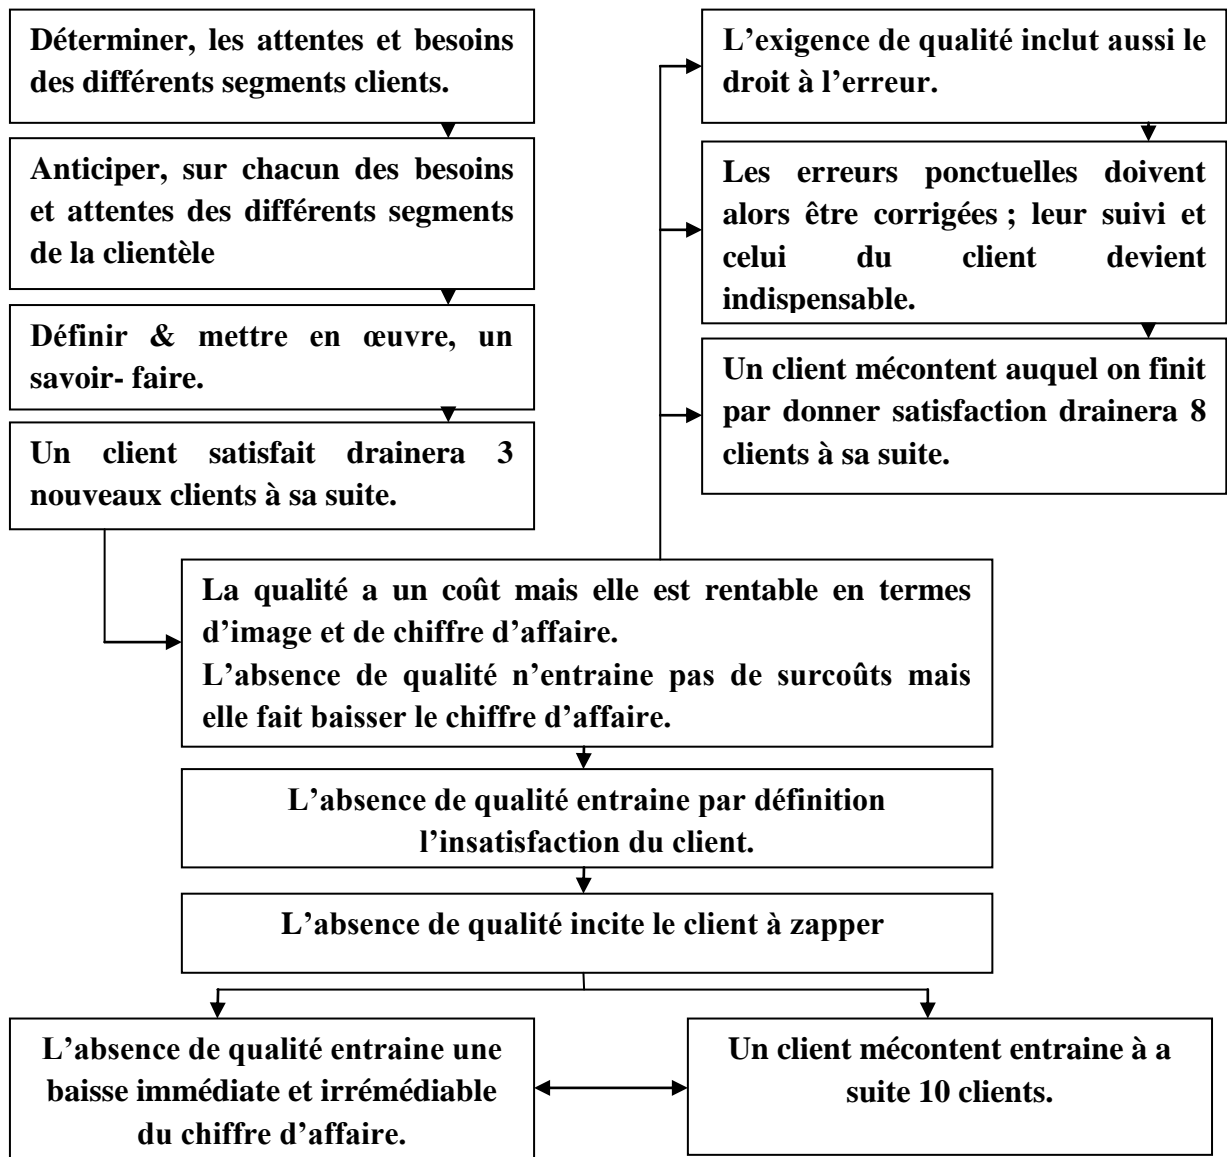 Déterminer, les attentes et besoins
des différents segments clients.
Anticiper, sur chacun des besoins
et attentes des différents segments
de la clientèle
Définir & mettre en œuvre, un
savoir- faire.
Un client satisfait drainera 3
nouveaux clients à sa suite.
L’exigence de qualité inclut aussi le
droit à l’erreur.
Les erreurs ponctuelles doivent
alors être corrigées ; leur suivi et
celui du client devient
indispensable.
Un client mécontent auquel on finit
par donner satisfaction drainera 8
clients à sa suite.
La qualité a un coût mais elle est rentable en termes
d’image et de chiffre d’affaire.
L’absence de qualité n’entraine pas de surcoûts mais
elle fait baisser le chiffre d’affaire.
L’absence de qualité entraine par définition
l’insatisfaction du client.
L’absence de qualité incite le client à zapper
L’absence de qualité entraine une
baisse immédiate et irrémédiable
du chiffre d’affaire.
Un client mécontent entraine à a
suite 10 clients.